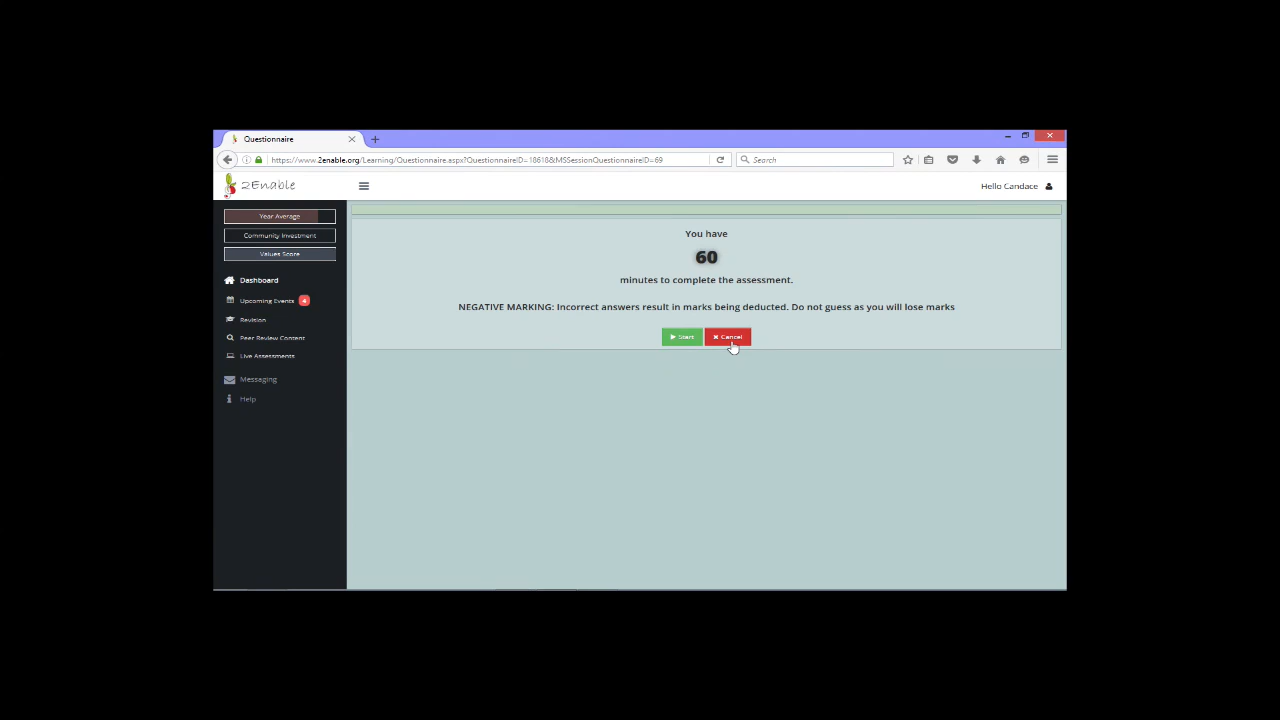 Questionnaire
https://www.2enable.org/Learning/Questionnaire.aspx?QuestionnaireID=18618&MSSessionQuestionnaireID=69
Search
2Enable
Hello Candace
Year Average
Community Investment
Values Score
Dashboard
Upcoming Events 4
Revision
Peer Review Content
Live Assessments
Messaging
Help
You have
60
minutes to complete the assessment.
NEGATIVE MARKING: Incorrect answers result in marks being deducted. Do not guess as you will lose marks
Start
Cancel